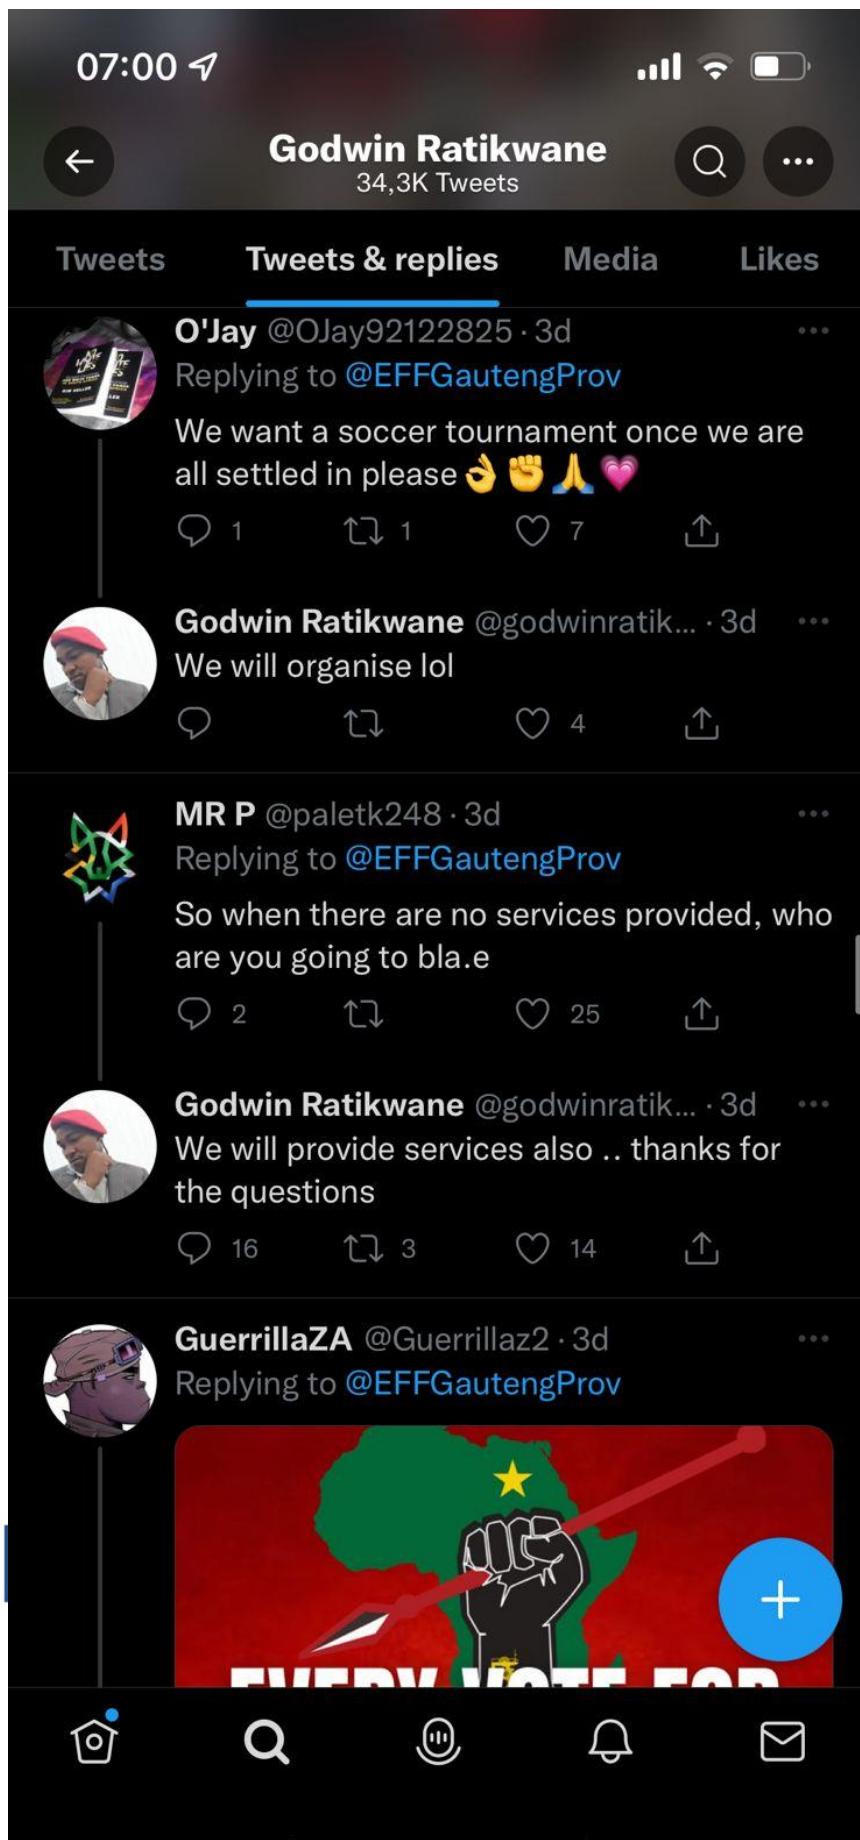 07:00
Godwin Ratikwane
34,3K Tweets
Tweets
Tweets & replies
Media
Likes
O'Jay @OJay92122825 · 3d
Replying to @EFFGautengProv
We want a soccer tournament once we are
all settled in please👌✊🙏💗
1
1
7
Godwin Ratikwane @godwinratik... · 3d
We will organise lol
4
MR P @paletk248 · 3d
Replying to @EFFGautengProv
So when there are no services provided, who
are you going to bla.e
2
25
Godwin Ratikwane @godwinratik... · 3d
We will provide services also .. thanks for
the questions
16
3
14
GuerrillaZA @Guerrillaz2 · 3d
Replying to @EFFGautengProv
EVERY VOTE FOR